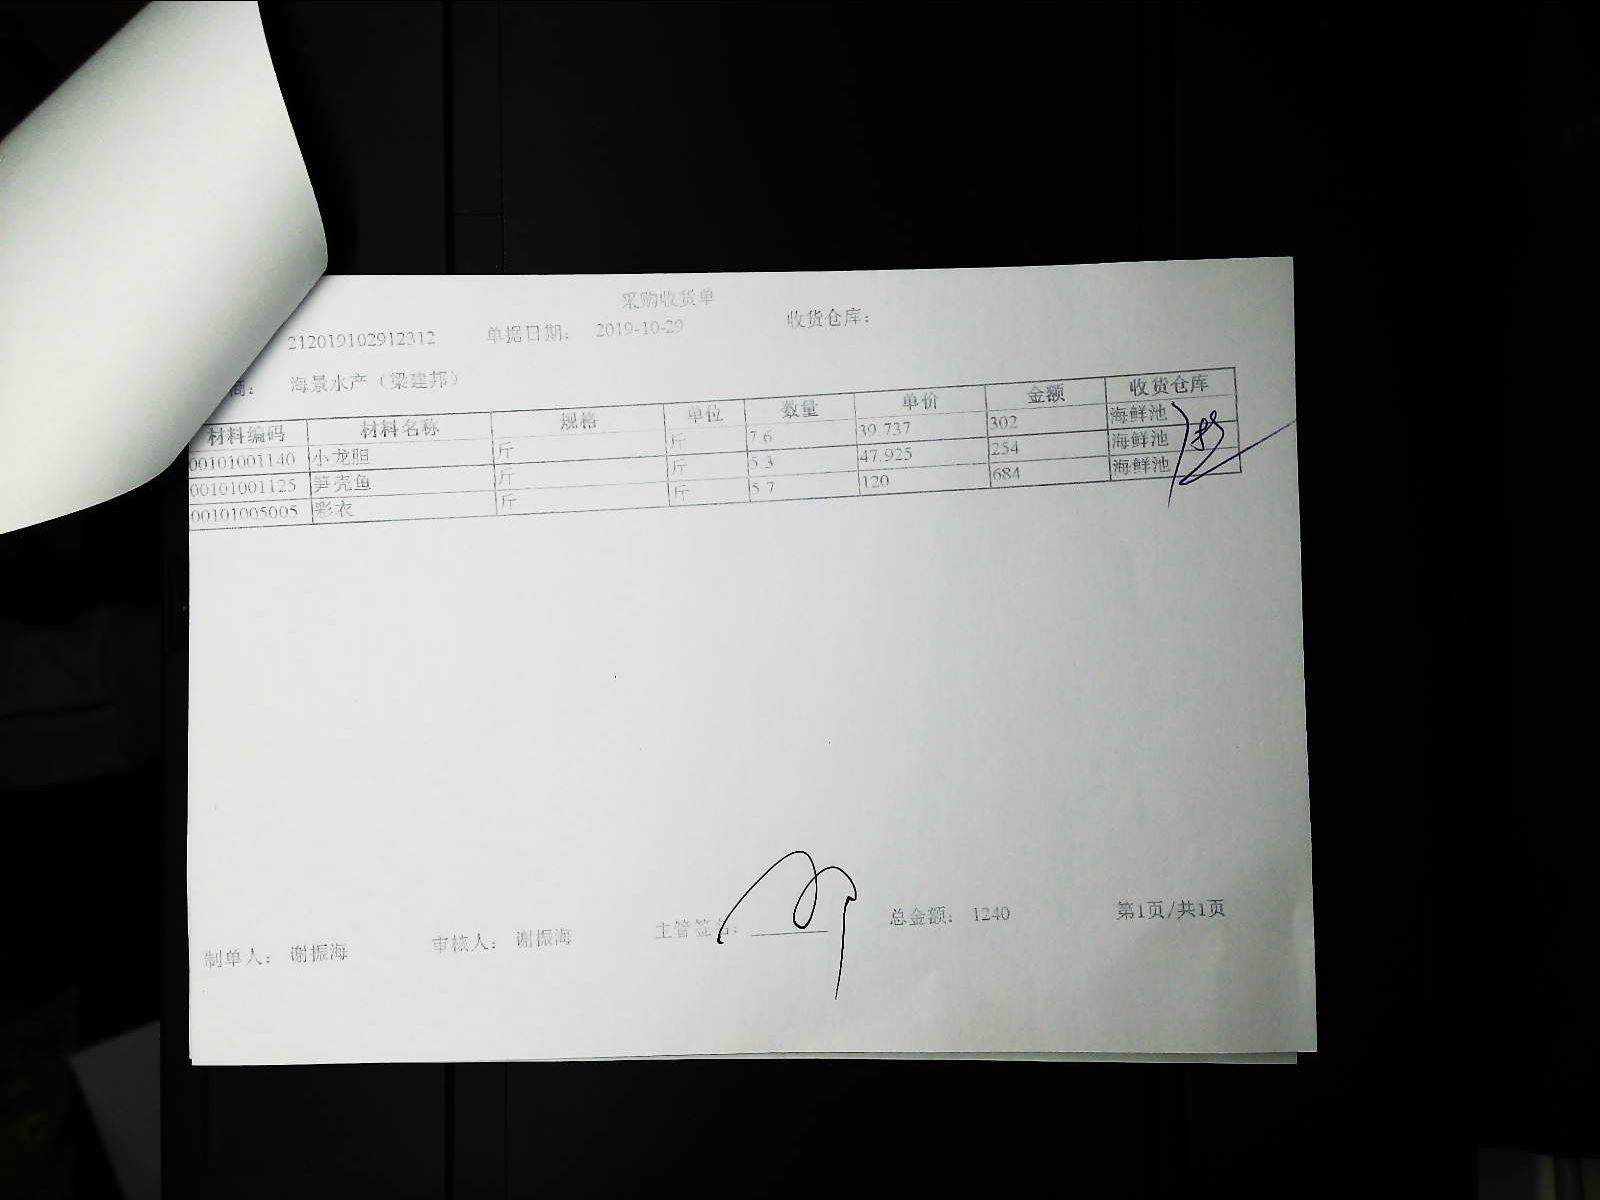 采购收货单
212019102912312 单据日期: 2019-10-29 收货仓库:
商: 海景水产（梁建邦）
材料编码 材料名称 规格 单位 数量 单价 金额 收货仓库
00101001140 小龙胆 斤 斤 7.6 39.737 302 海鲜池
00101001125 笋壳鱼 斤 斤 5.3 47.925 254 海鲜池
00101005005 彩衣 斤 斤 5.7 120 684 海鲜池
制单人: 谢振海 审核人: 谢振海 主管签名: 总金额: 1240 第1页/共1页